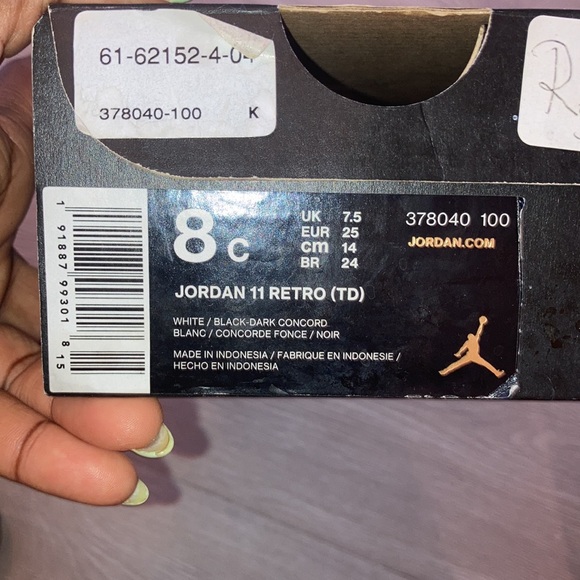 61-62152-4-04
378040-100 K
R
8 C
UK 7.5
EUR 25
cm 14
BR 24
378040 100
JORDAN.COM
JORDAN 11 RETRO (TD)
WHITE / BLACK-DARK CONCORD
BLANC / CONCORDE FONCE / NOIR
MADE IN INDONESIA / FABRIQUE EN INDONESIE /
HECHO EN INDONESIA
1 91887 99301 815